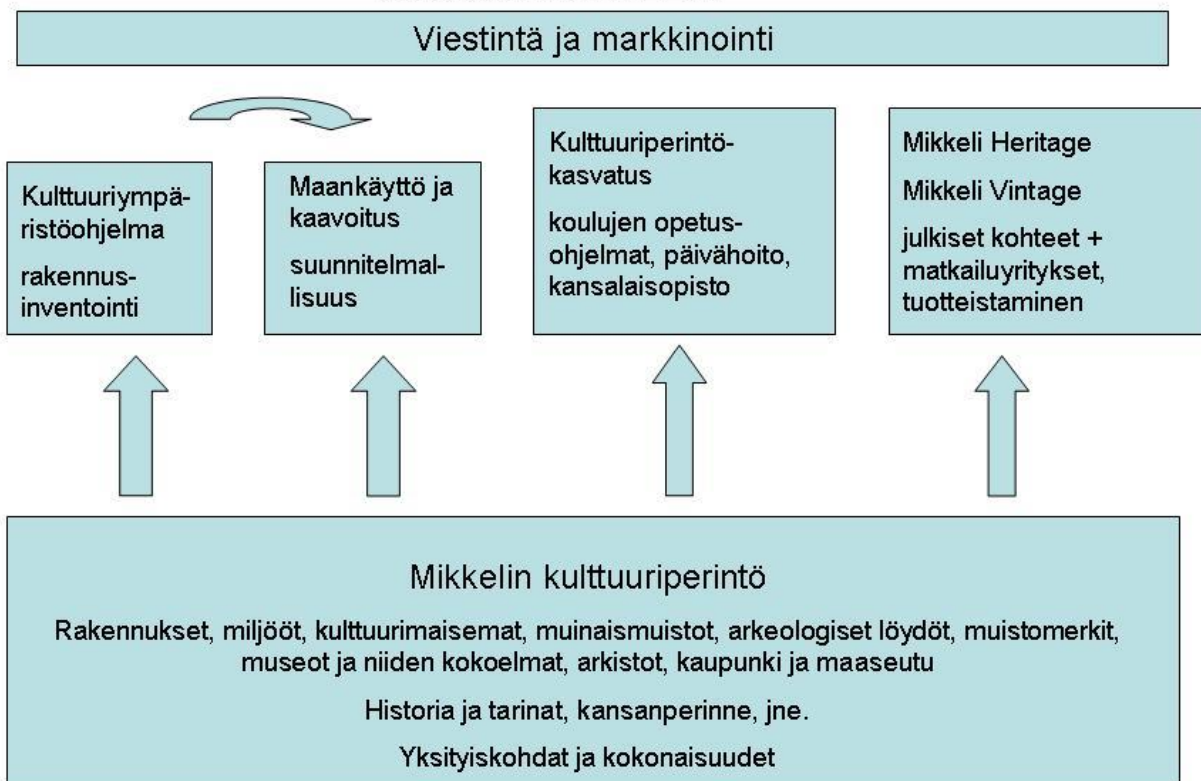 Viestintä ja markkinointi
Kulttuuriympä-
ristöohjelma
rakennus-
inventointi
Maankäyttö ja
kaavoitus
suunnitelmal-
lisuus
Kulttuuriperintö-
kasvatus
koulujen opetus-
ohjelmat, päivähoito,
kansalaisopisto
Mikkeli Heritage
Mikkeli Vintage
julkiset kohteet +
matkailuyritykset,
tuotteistaminen
Mikkelin kulttuuriperintö
Rakennukset, miljööt, kulttuurimaisemat, muinaismuistot, arkeologiset löydöt, muistomerkit,
museot ja niiden kokoelmat, arkistot, kaupunki ja maaseutu
Historia ja tarinat, kansanperinne, jne.
Yksityiskohdat ja kokonaisuudet